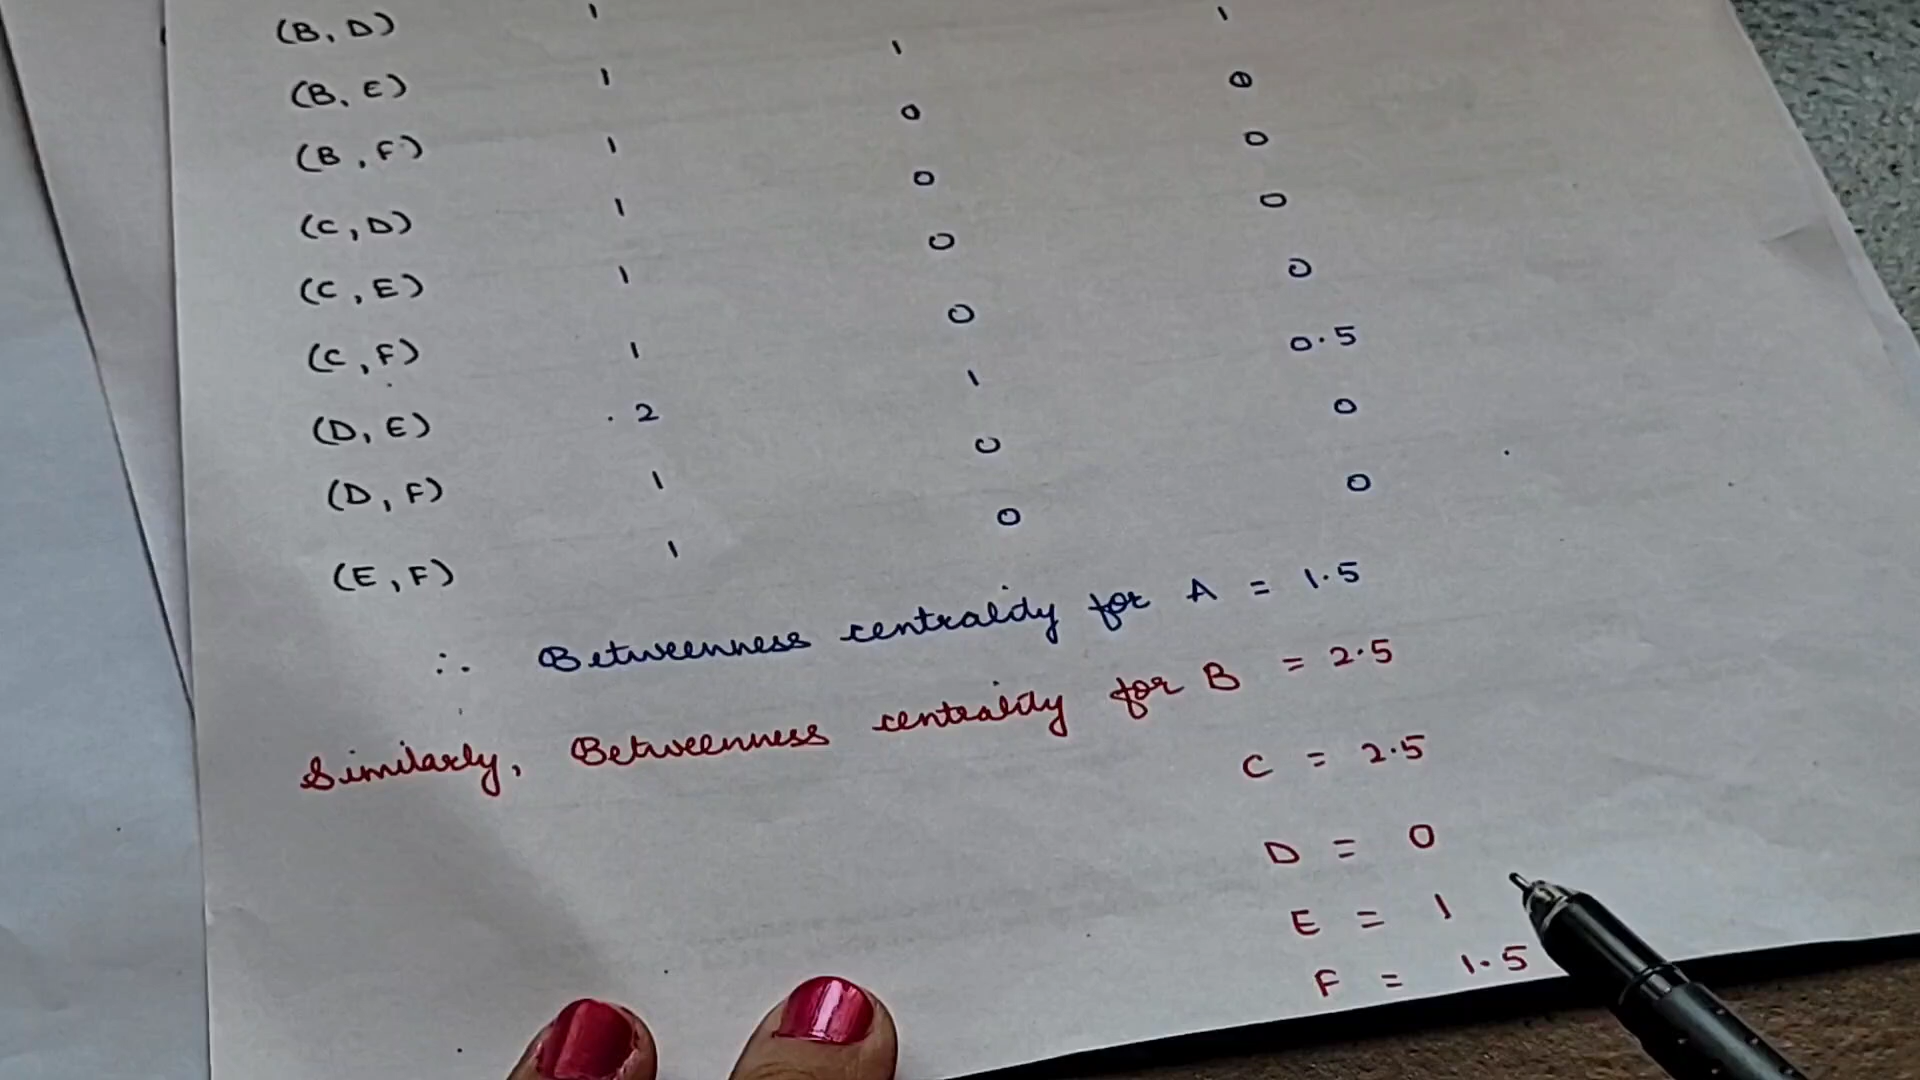 (B, D) 1
(B, E) 1 1 1
(B, F) 1 0 0
(C, D) 1 0 0
(C, E) 1 0 0
(C, F) 1 0 0
(D, E) 2 1 0.5
(D, F) 1 0 0
(E, F) 1 0 0
∴ Betweenness centrality for A = 1.5
Similarly, Betweenness centrality for B = 2.5
C = 2.5
D = 0
E = 1
F = 1.5